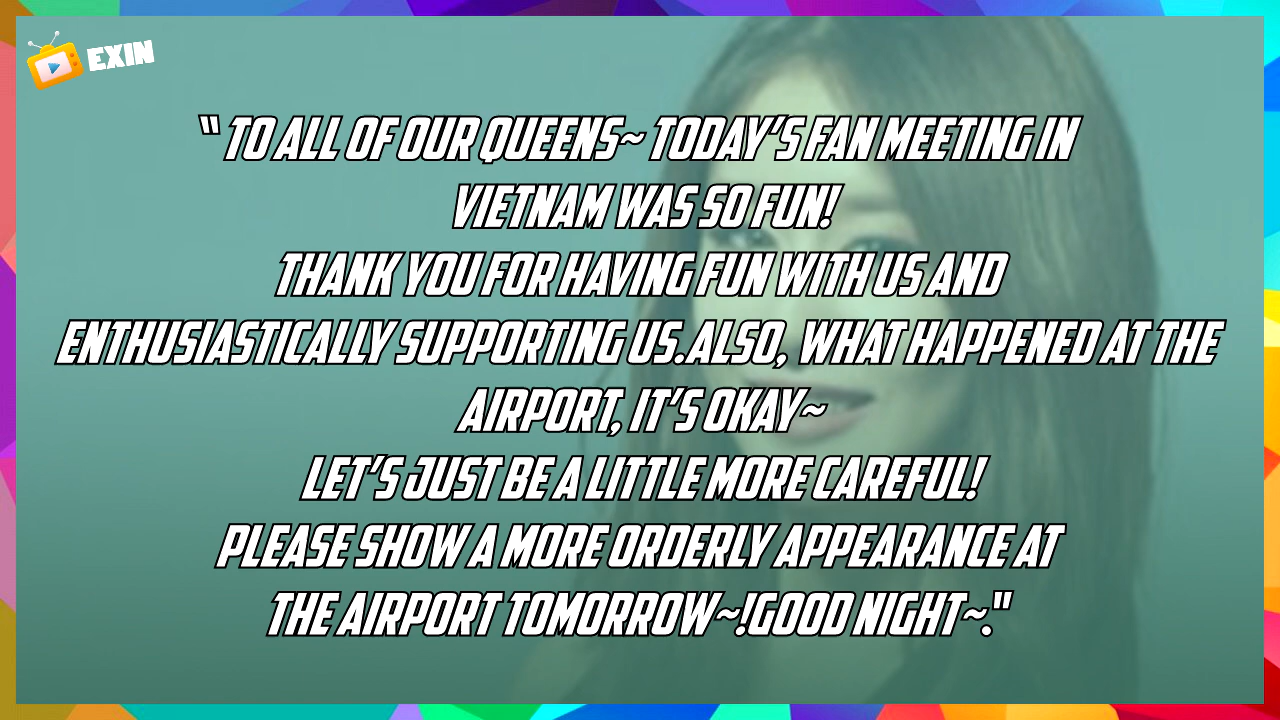 EXIN
" TO ALL OF OUR QUEENS~ TODAY'S FAN MEETING IN
VIETNAM WAS SO FUN!
THANK YOU FOR HAVING FUN WITH US AND
ENTHUSIASTICALLY SUPPORTING US.ALSO, WHAT HAPPENED AT THE
AIRPORT, IT'S OKAY~
LET'S JUST BE A LITTLE MORE CAREFUL!
PLEASE SHOW A MORE ORDERLY APPEARANCE AT
THE AIRPORT TOMORROW~!GOOD NIGHT~."